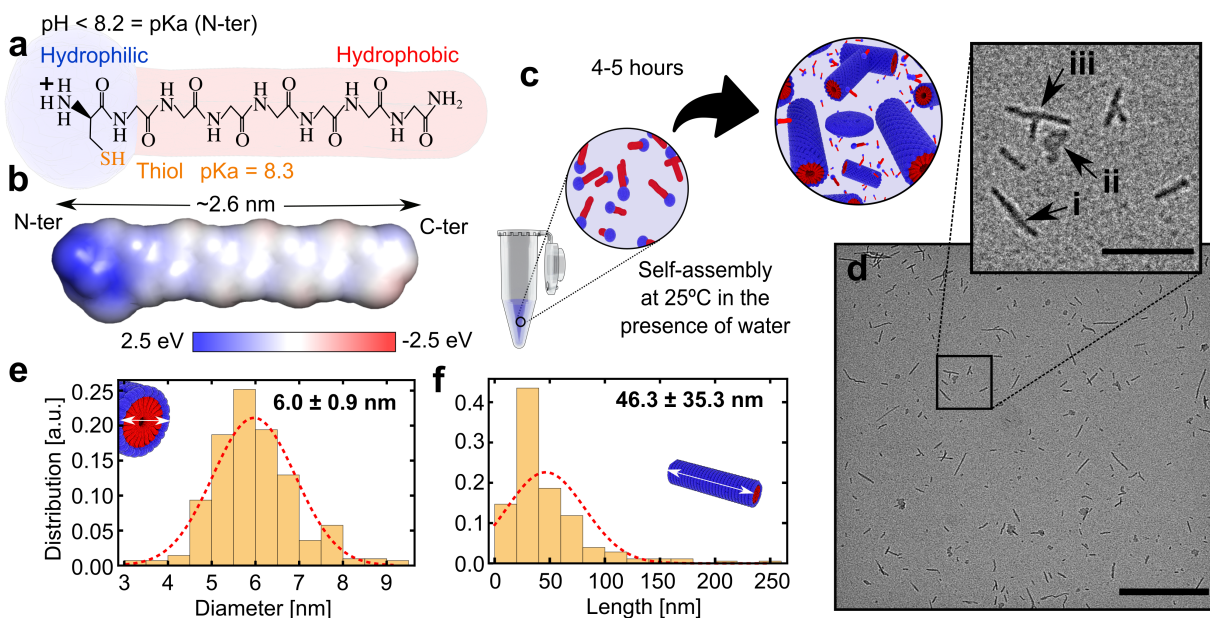 pH < 8.2 = pKa (N-ter)
a
Hydrophilic
Hydrophobic
+
H
H
N
H
O
N
H
O
H
N
O
N
H
O
H
N
O
N
H
O
H
N
O
N
H
O
NH₂
SH
Thiol pKa = 8.3
b
~2.6 nm
N-ter
C-ter
2.5 eV
-2.5 eV
c
4-5 hours
Self-assembly
at 25ºC in the
presence of water
d
iii
ii
i
e
6.0 ± 0.9 nm
Distribution [a.u.]
0.25
0.20
0.15
0.10
0.05
0.00
3 4 5 6 7 8 9
Diameter [nm]
f
46.3 ± 35.3 nm
0.4
0.3
0.2
0.1
0.0
0 50 100 150 200 250
Length [nm]